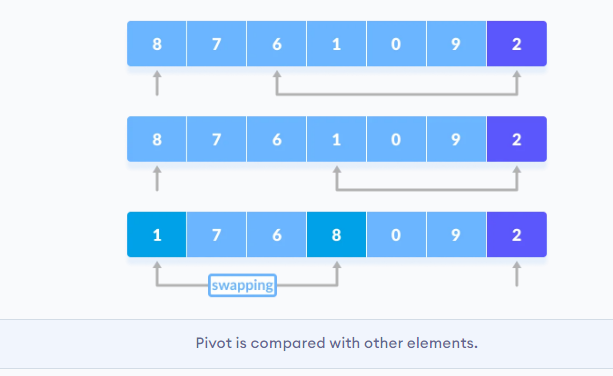 8 7 6 1 0 9 2
8 7 6 1 0 9 2
1 7 6 8 0 9 2
swapping
Pivot is compared with other elements.